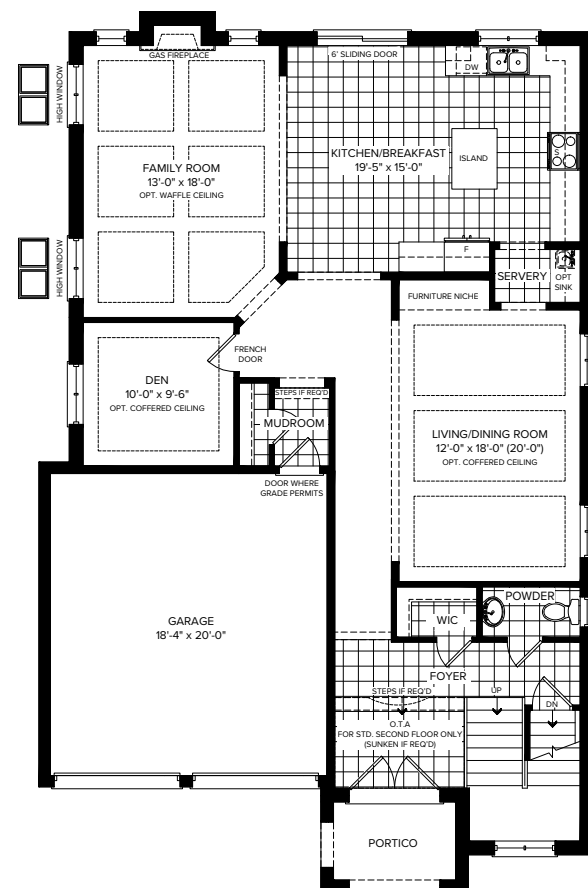 GAS FIREPLACE
6' SLIDING DOOR
DW
HIGH WINDOW
FAMILY ROOM
13'-0" x 18'-0"
OPT. WAFFLE CEILING
KITCHEN/BREAKFAST
19'-5" x 15'-0"
ISLAND
S
F
HIGH WINDOW
SERVERY
OPT
SINK
FURNITURE NICHE
FRENCH
DOOR
DEN
10'-0" x 9'-6"
OPT. COFFERED CEILING
STEPS IF REQ'D
MUDROOM
LIVING/DINING ROOM
12'-0" x 18'-0" (20'-0")
OPT. COFFERED CEILING
DOOR WHERE
GRADE PERMITS
GARAGE
18'-4" x 20'-0"
WIC
POWDER
FOYER
STEPS IF REQ'D
UP
DN
O.T.A
FOR STD. SECOND FLOOR ONLY
(SUNKEN IF REQ'D)
PORTICO